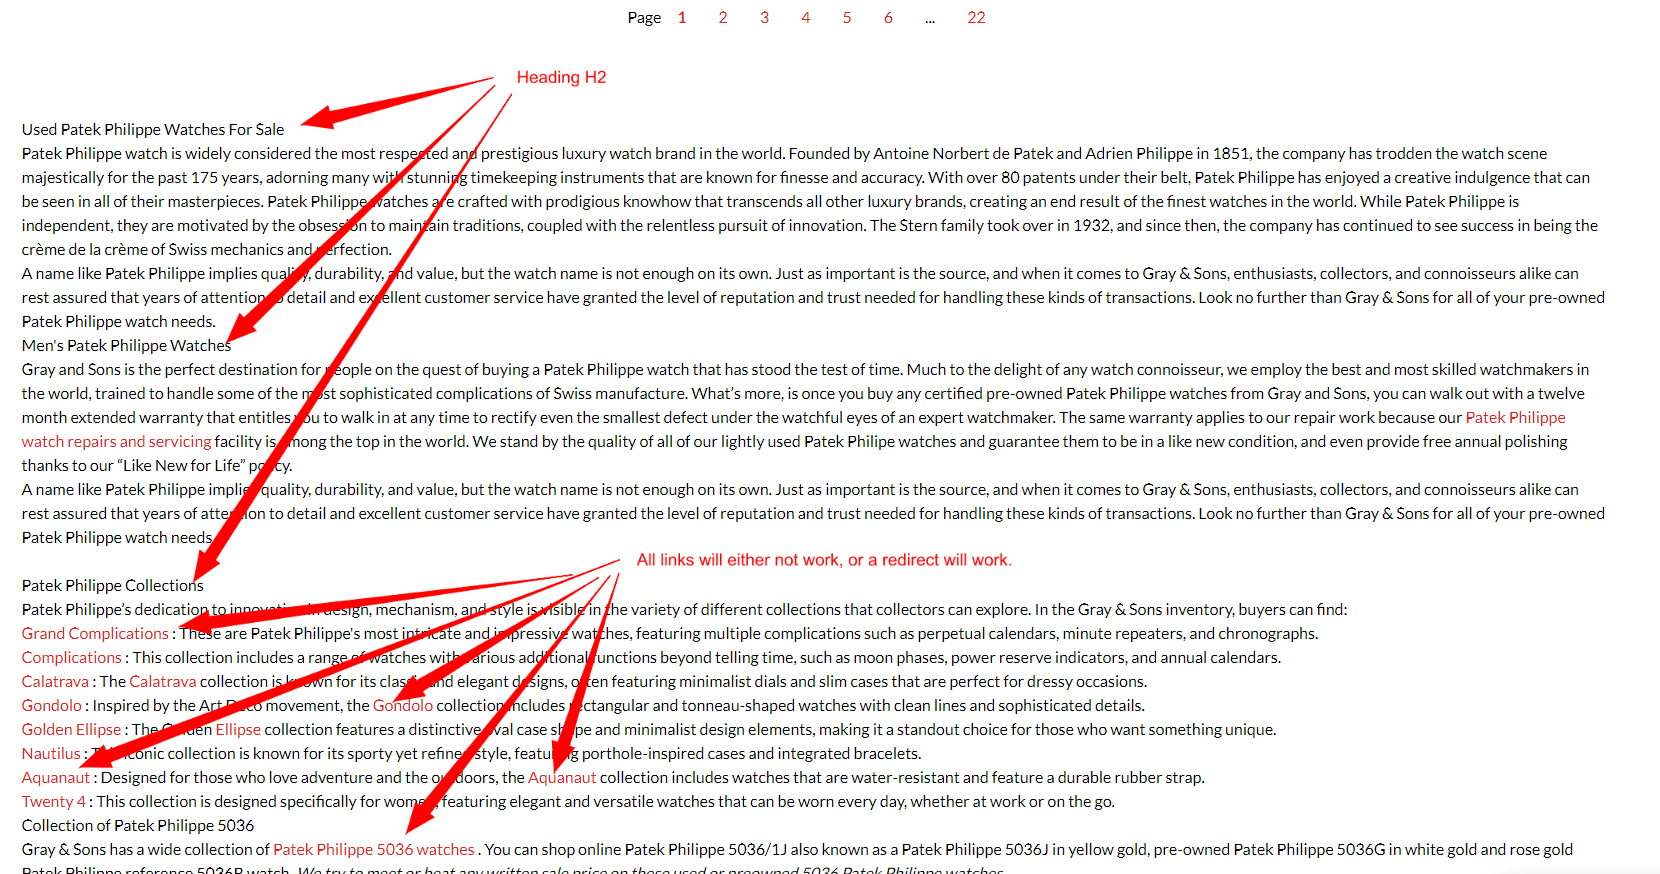 Page 1 2 3 4 5 6 ... 22
Heading H2
Used Patek Philippe Watches For Sale
Patek Philippe watch is widely considered the most respected and prestigious luxury watch brand in the world. Founded by Antoine Norbert de Patek and Adrien Philippe in 1851, the company has trodden the watch scene
majestically for the past 175 years, adorning many with stunning timekeeping instruments that are known for finesse and accuracy. With over 80 patents under their belt, Patek Philippe has enjoyed a creative indulgence that can
be seen in all of their masterpieces. Patek Philippe watches are crafted with prodigious knowhow that transcends all other luxury brands, creating an end result of the finest watches in the world. While Patek Philippe is
independent, they are motivated by the obsession to maintain traditions, coupled with the relentless pursuit of innovation. The Stern family took over in 1932, and since then, the company has continued to see success in being the
crème de la crème of Swiss mechanics and perfection.
A name like Patek Philippe implies quality, durability, and value, but the watch name is not enough on its own. Just as important is the source, and when it comes to Gray & Sons, enthusiasts, collectors, and connoisseurs alike can
rest assured that years of attention to detail and excellent customer service have granted the level of reputation and trust needed for handling these kinds of transactions. Look no further than Gray & Sons for all of your pre-owned
Patek Philippe watch needs.
Men's Patek Philippe Watches
Gray and Sons is the perfect destination for people on the quest of buying a Patek Philippe watch that has stood the test of time. Much to the delight of any watch connoisseur, we employ the best and most skilled watchmakers in
the world, trained to handle some of the most sophisticated complications of Swiss manufacture. What's more, is once you buy any certified pre-owned Patek Philippe watches from Gray and Sons, you can walk out with a twelve
month extended warranty that entitles you to walk in at any time to rectify even the smallest defect under the watchful eyes of an expert watchmaker. The same warranty applies to our repair work because our Patek Philippe
watch repairs and servicing facility is among the top in the world. We stand by the quality of all of our lightly used Patek Philipe watches and guarantee them to be in a like new condition, and even provide free annual polishing
thanks to our “Like New for Life” policy.
A name like Patek Philippe implies quality, durability, and value, but the watch name is not enough on its own. Just as important is the source, and when it comes to Gray & Sons, enthusiasts, collectors, and connoisseurs alike can
rest assured that years of attention to detail and excellent customer service have granted the level of reputation and trust needed for handling these kinds of transactions. Look no further than Gray & Sons for all of your pre-owned
Patek Philippe watch needs.
All links will either not work, or a redirect will work.
Patek Philippe Collections
Patek Philippe’s dedication to innovation in design, mechanism, and style is visible in the variety of different collections that collectors can explore. In the Gray & Sons inventory, buyers can find:
Grand Complications : These are Patek Philippe's most intricate and impressive watches, featuring multiple complications such as perpetual calendars, minute repeaters, and chronographs.
Complications : This collection includes a range of watches with various additional functions beyond telling time, such as moon phases, power reserve indicators, and annual calendars.
Calatrava : The Calatrava collection is known for its classic and elegant designs, often featuring minimalist dials and slim cases that are perfect for dressy occasions.
Gondolo : Inspired by the Art Deco movement, the Gondolo collection includes rectangular and tonneau-shaped watches with clean lines and sophisticated details.
Golden Ellipse : The Golden Ellipse collection features a distinctive oval case shape and minimalist design elements, making it a standout choice for those who want something unique.
Nautilus : This iconic collection is known for its sporty yet refined style, featuring porthole-inspired cases and integrated bracelets.
Aquanaut : Designed for those who love adventure and the outdoors, the Aquanaut collection includes watches that are water-resistant and feature a durable rubber strap.
Twenty 4 : This collection is designed specifically for women, featuring elegant and versatile watches that can be worn every day, whether at work or on the go.
Collection of Patek Philippe 5036
Gray & Sons has a wide collection of Patek Philippe 5036 watches . You can shop online Patek Philippe 5036/1J also known as a Patek Philippe 5036J in yellow gold, pre-owned Patek Philippe 5036G in white gold and rose gold
Patek Philippe reference 5036R watch. We try to meet or beat any written sale price on these used or preowned 5036 Patek Philippe watches